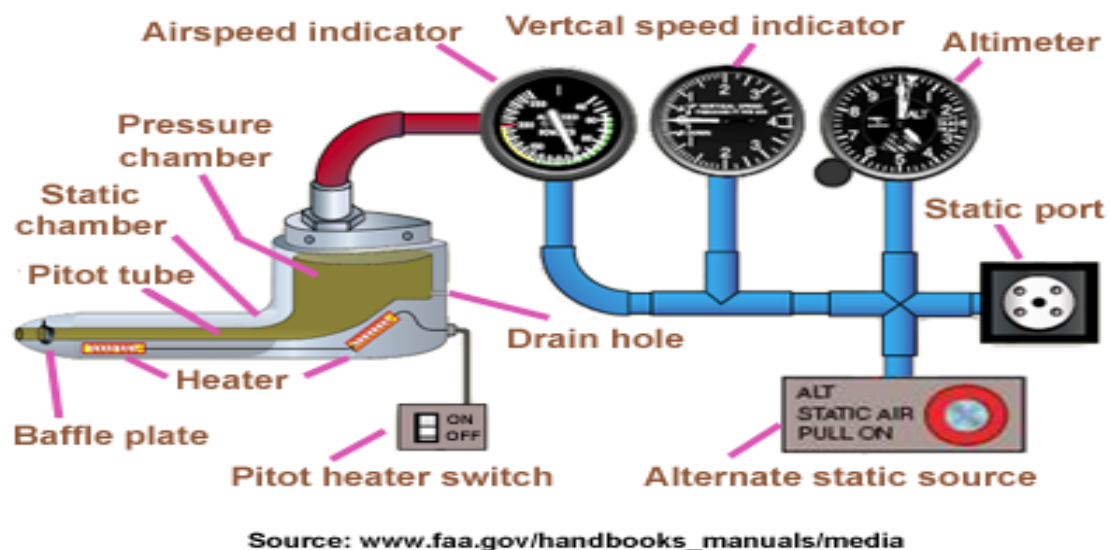 Airspeed indicator
Vertcal speed indicator
Altimeter
Pressure
chamber
Static
chamber
Pitot tube
Static port
Drain hole
Heater
Baffle plate
ON
OFF
Pitot heater switch
ALT
STATIC AIR
PULL ON
Alternate static source
ALT
Source: www.faa.gov/handbooks_manuals/media